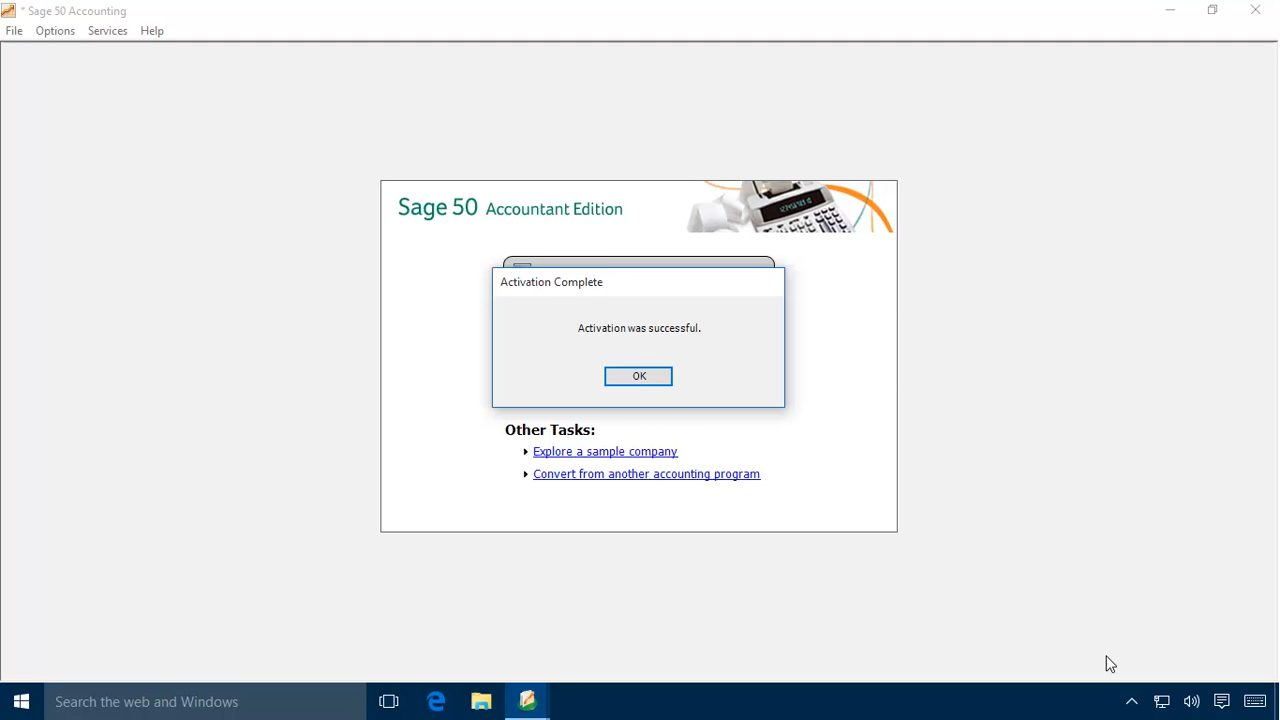 * Sage 50 Accounting
File Options Services Help
Sage 50 Accountant Edition
Activation Complete
Activation was successful.
OK
Other Tasks:
Explore a sample company
Convert from another accounting program
Search the web and Windows